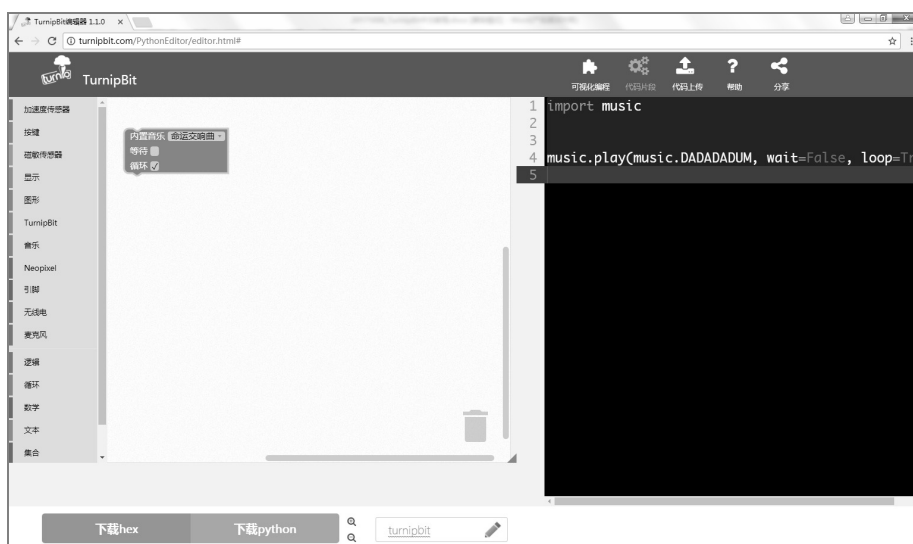 TurnipBit编辑器 1.1.0
turnipbit.com/PythonEditor/editor.html#
turnip TurnipBit
可视化编程 代码片段 代码上传 帮助 分享
加速度传感器
按键
磁敏传感器
显示
图形
TurnipBit
音乐
Neopixel
引脚
无线电
麦克风
逻辑
循环
数学
文本
集合
内置音乐 命运交响曲
等待
循环
1 import music
2
3
4 music.play(music.DADADADUM, wait=False, loop=Tr
5
下载hex 下载python turnipbit